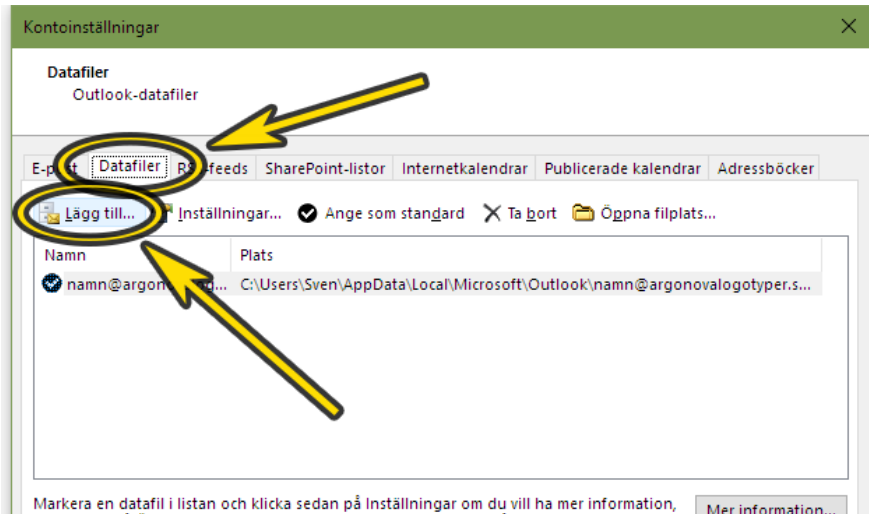 Kontoinställningar
Datafiler
Outlook-datafiler
Datafiler SharePoint-listor Internetkalendrar Publicerade kalendrar Adressböcker
Lägg till... Inställningar... Ange som standard Ta bort Öppna filplats...
Namn Plats
C:\Users\Sven\AppData\Local\Microsoft\Outlook\namn@argonovalogotyper.s...
Markera en datafil i listan och klicka sedan på Inställningar om du vill ha mer information,
Mer information...